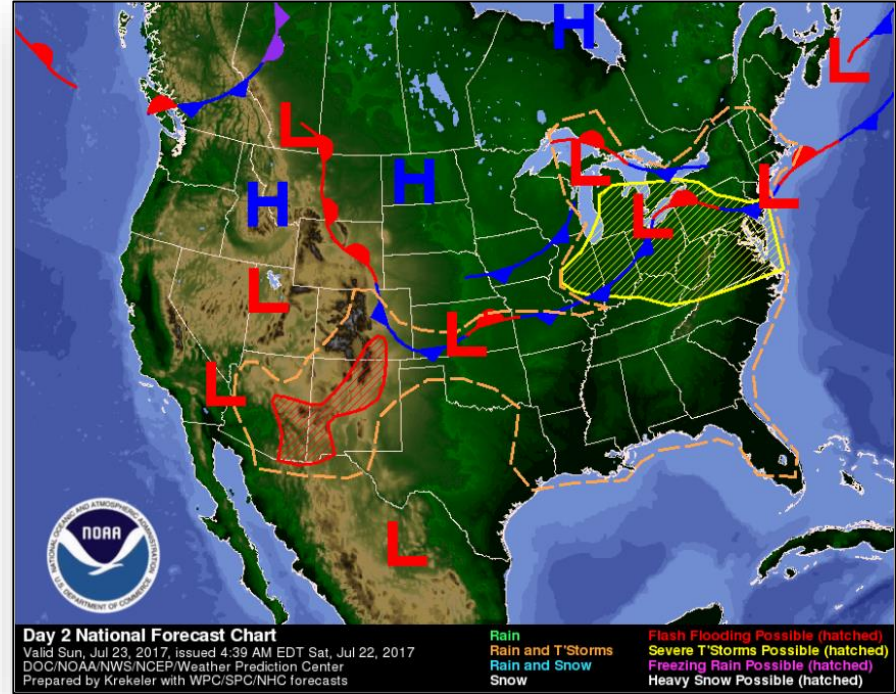 H
L
L
H
H
L
L
L
L
L
L
L
NATIONAL OCEANIC AND ATMOSPHERIC ADMINISTRATION
NOAA
U.S. DEPARTMENT OF COMMERCE
Day 2 National Forecast Chart
Valid Sun, Jul 23, 2017, issued 4:39 AM EDT Sat, Jul 22, 2017
DOC/NOAA/NWS/NCEP/Weather Prediction Center
Prepared by Krekeler with WPC/SPC/NHC forecasts
Rain
Rain and T'Storms
Rain and Snow
Snow
Flash Flooding Possible (hatched)
Severe T'Storms Possible (hatched)
Freezing Rain Possible (hatched)
Heavy Snow Possible (hatched)